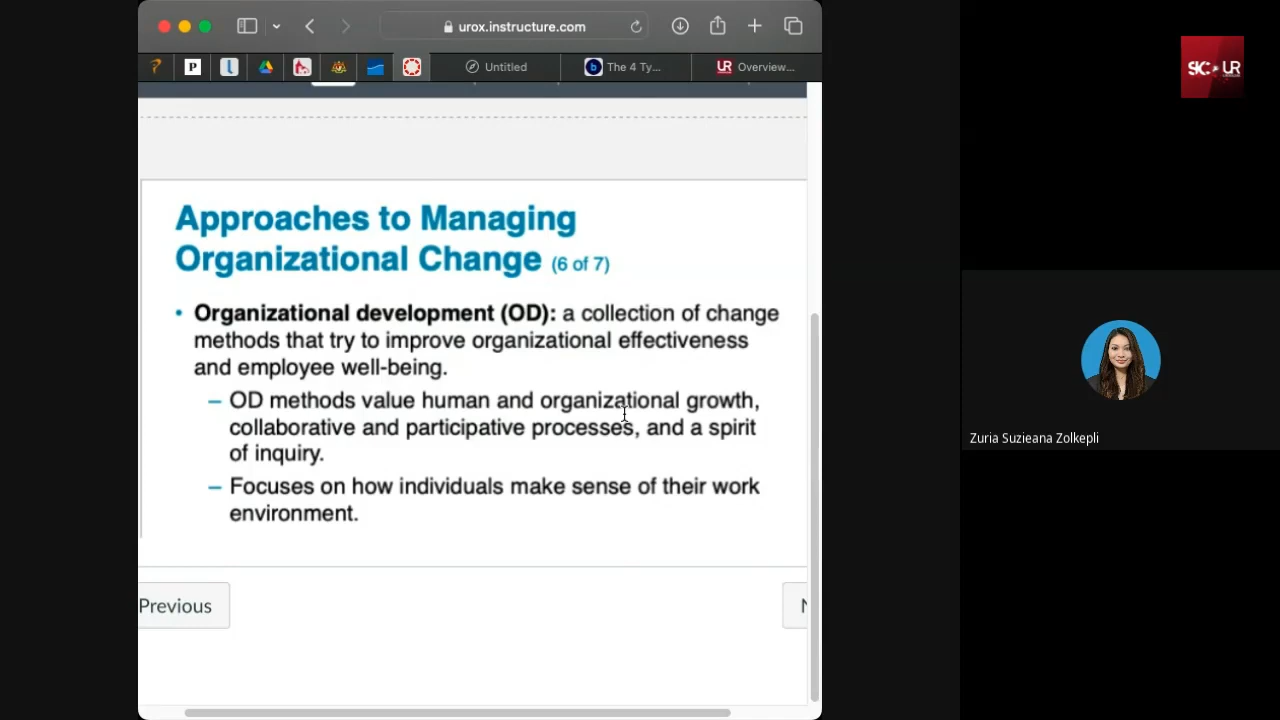 urox.instructure.com
Untitled
The 4 Ty...
UR Overview...
Approaches to Managing
Organizational Change (6 of 7)
• Organizational development (OD): a collection of change
methods that try to improve organizational effectiveness
and employee well-being.
– OD methods value human and organizational growth,
collaborative and participative processes, and a spirit
of inquiry.
– Focuses on how individuals make sense of their work
environment.
Previous
Zuria Suzieana Zolkepli